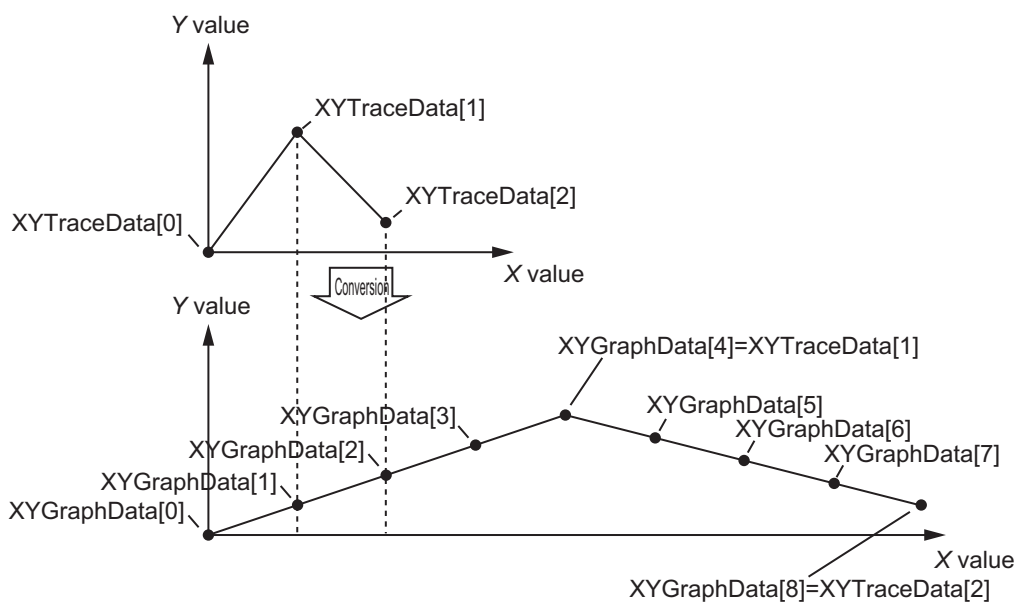 Y value
XYTraceData[1]
XYTraceData[2]
XYTraceData[0]
X value
Conversion
Y value
XYGraphData[4]=XYTraceData[1]
XYGraphData[3]
XYGraphData[5]
XYGraphData[6]
XYGraphData[2]
XYGraphData[7]
XYGraphData[1]
XYGraphData[0]
X value
XYGraphData[8]=XYTraceData[2]